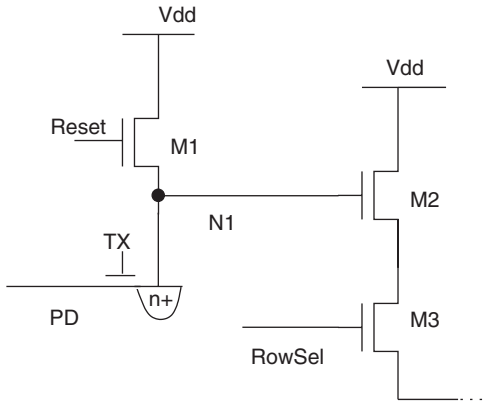 Vdd
Vdd
Reset
M1
M2
N1
TX
n+
PD
M3
RowSel